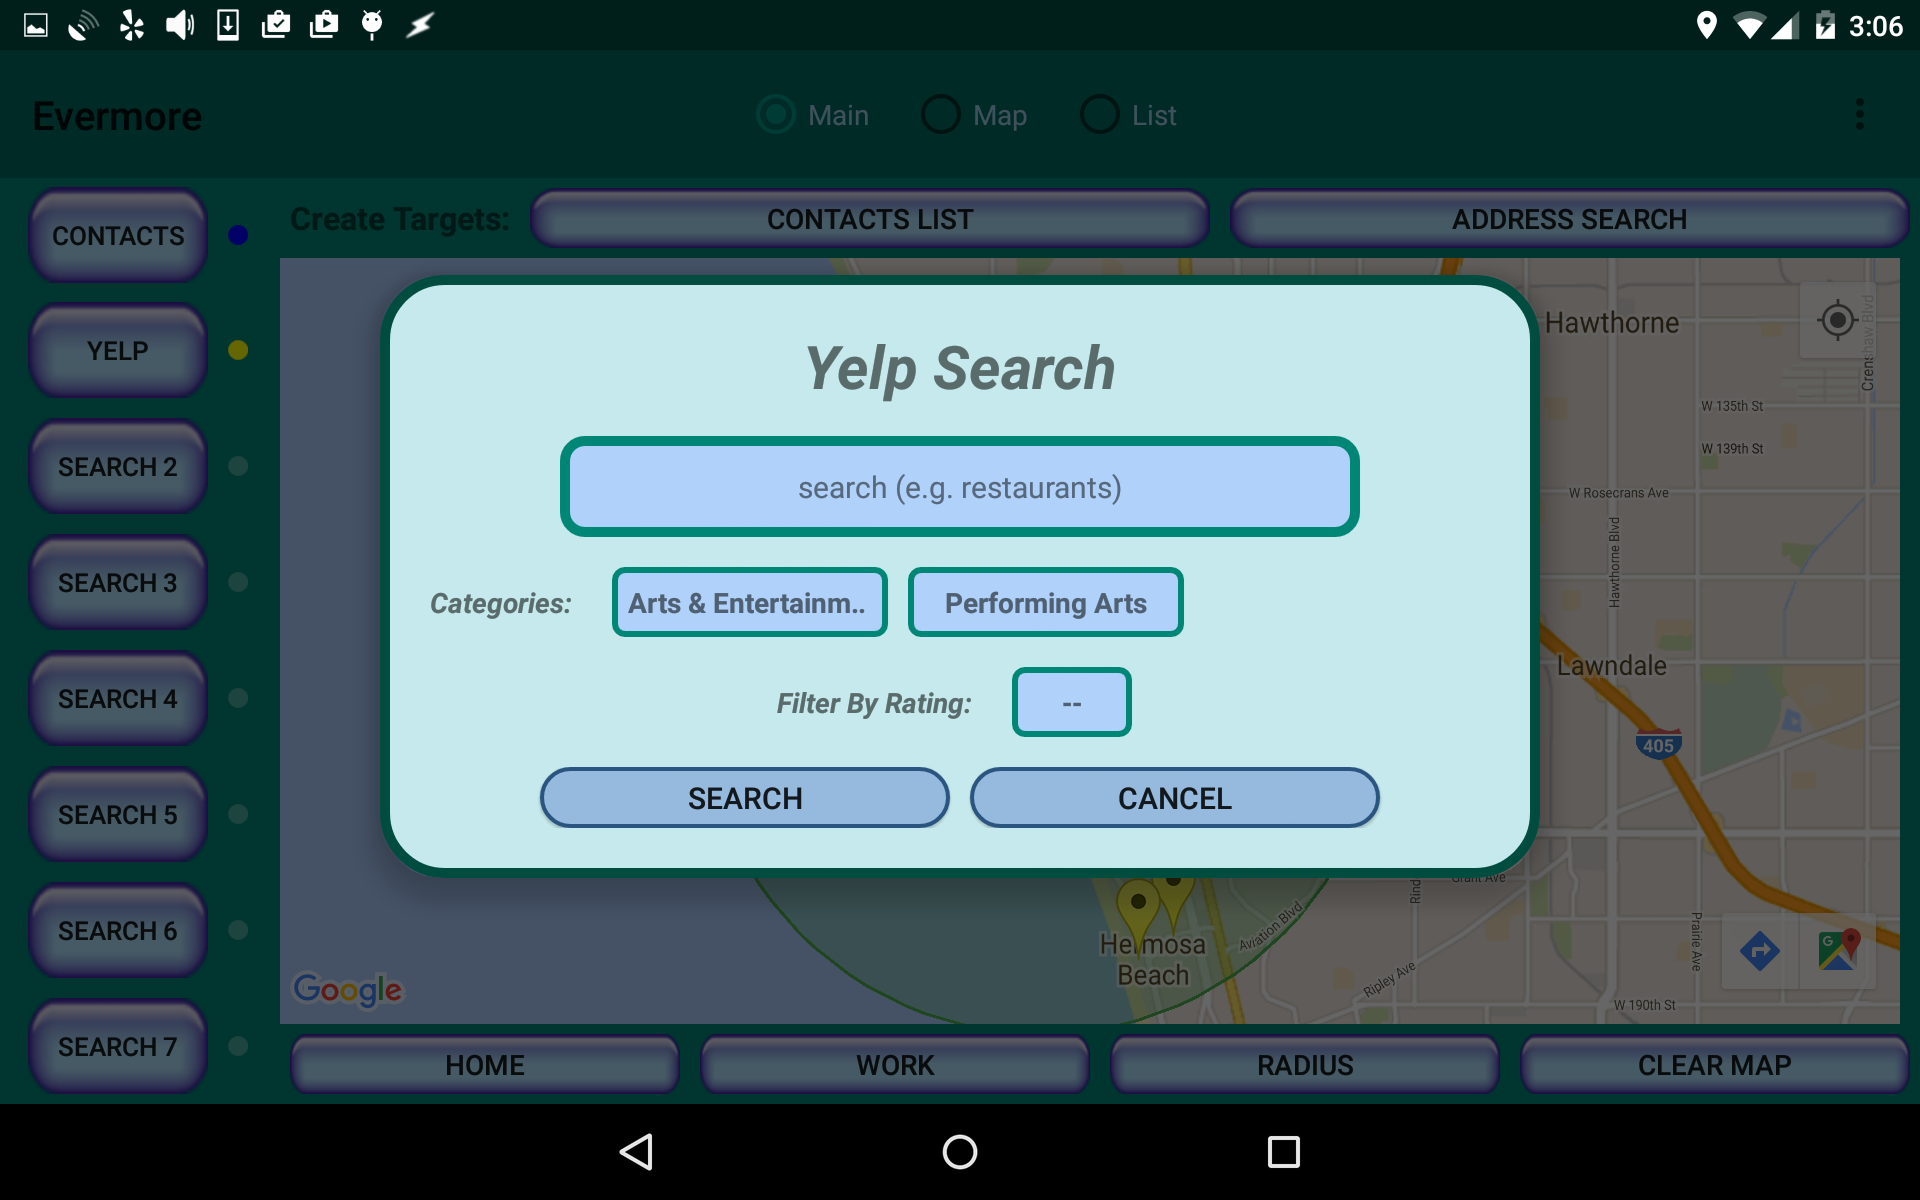 3:06
Evermore
Main
Map
List
CONTACTS
Create Targets:
CONTACTS LIST
ADDRESS SEARCH
YELP
SEARCH 2
SEARCH 3
SEARCH 4
SEARCH 5
SEARCH 6
SEARCH 7
Yelp Search
search (e.g. restaurants)
Categories:
Arts & Entertainm..
Performing Arts
Filter By Rating:
--
SEARCH
CANCEL
Hawthorne
Crenshaw Blvd
W 135th St
W 139th St
W Rosecrans Ave
Hawthorne Blvd
Lawndale
405
Grant Ave
Rind
Aviation Blvd
Hermosa
Beach
Ripley Ave
Prairie Ave
W 190th St
G
Google
HOME
WORK
RADIUS
CLEAR MAP